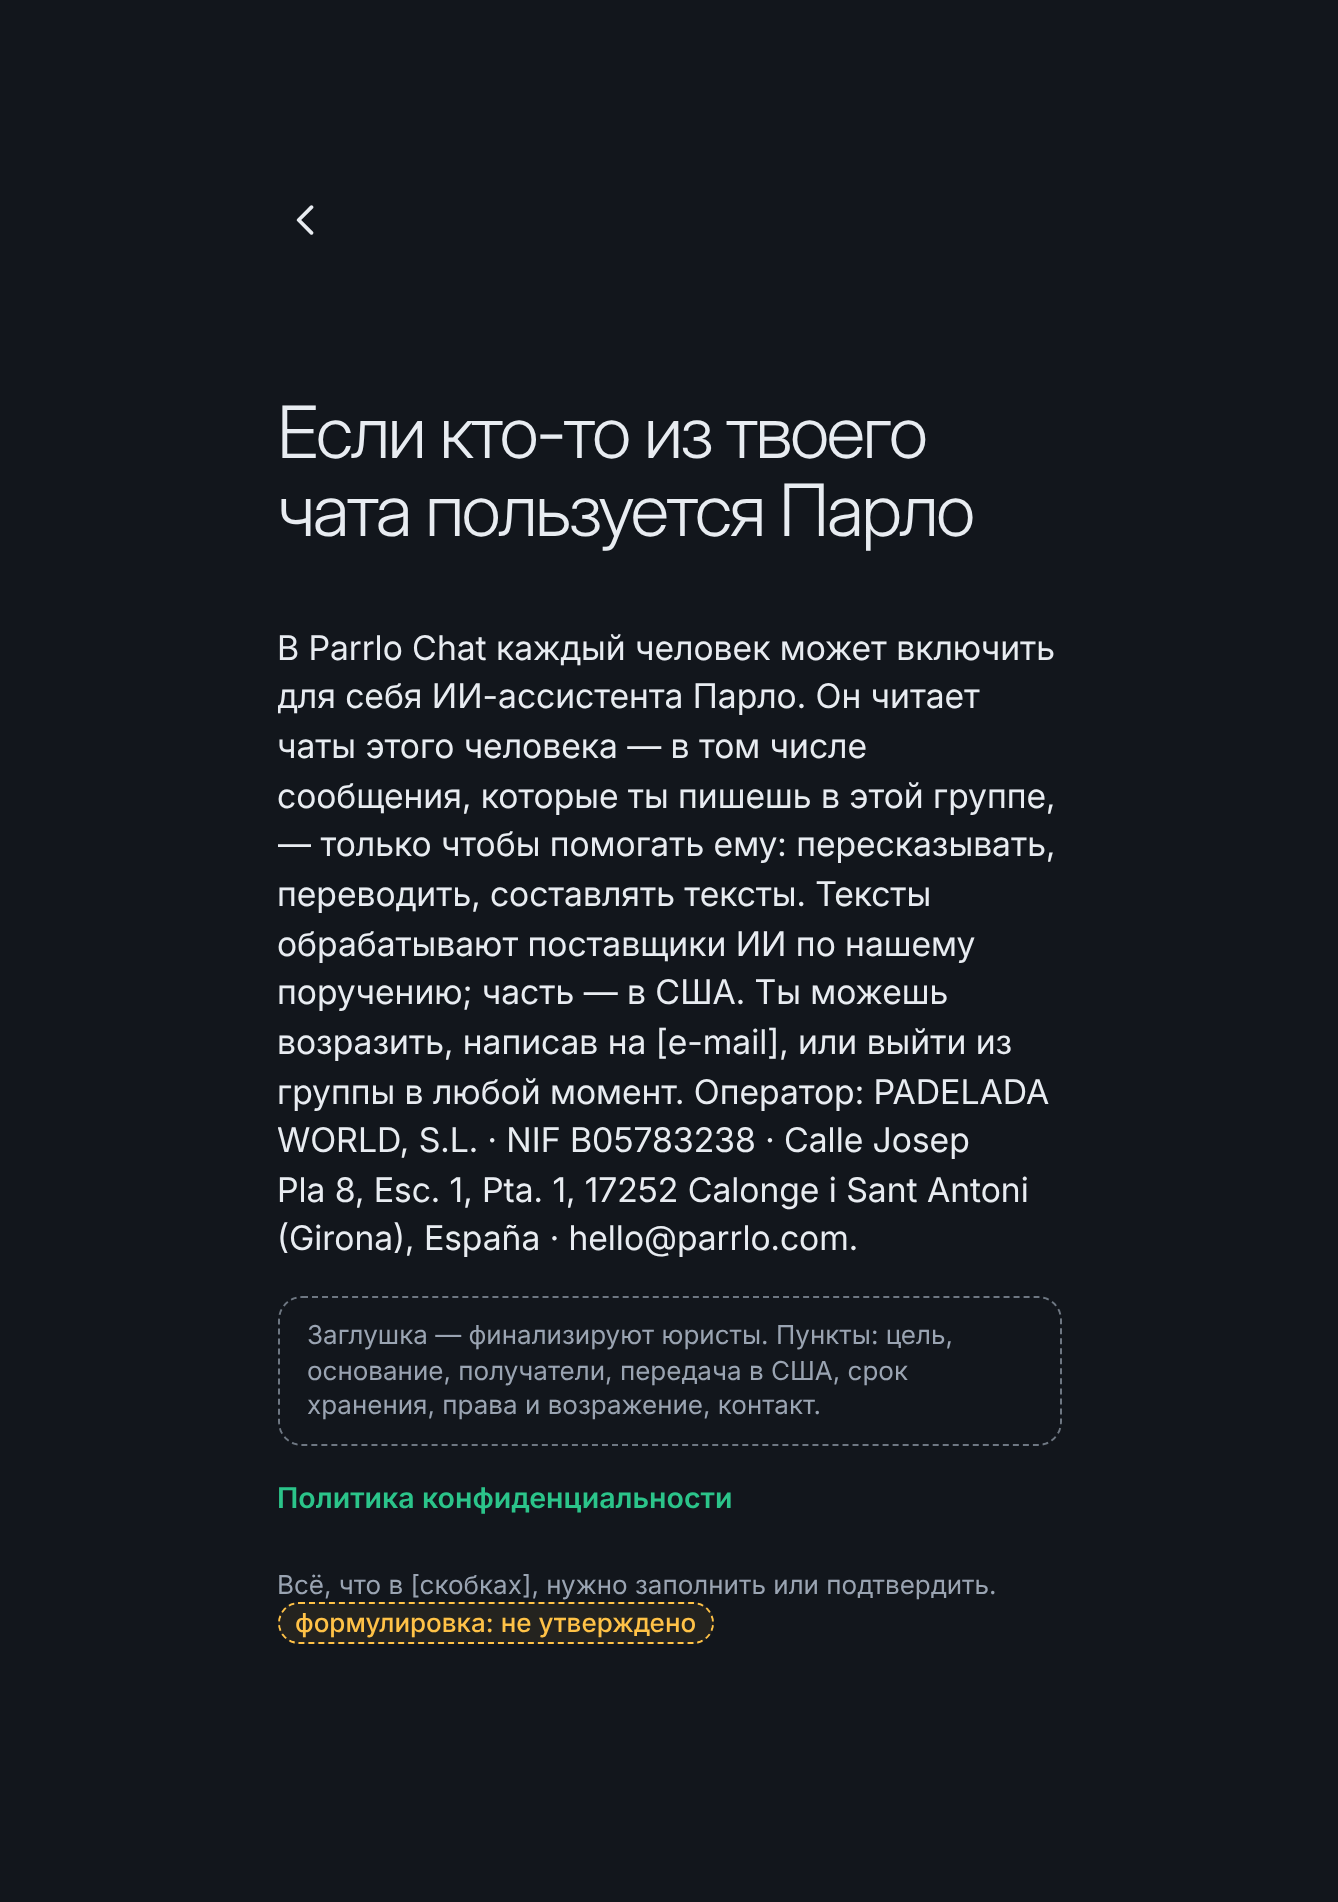 Если кто-то из твоего
чата пользуется Парло
В Parrlo Chat каждый человек может включить
для себя ИИ-ассистента Парло. Он читает
чаты этого человека — в том числе
сообщения, которые ты пишешь в этой группе,
— только чтобы помогать ему: пересказывать,
переводить, составлять тексты. Тексты
обрабатывают поставщики ИИ по нашему
поручению; часть — в США. Ты можешь
возразить, написав на [e-mail], или выйти из
группы в любой момент. Оператор: PADELADA
WORLD, S.L. · NIF B05783238 · Calle Josep
Pla 8, Esc. 1, Pta. 1, 17252 Calonge i Sant Antoni
(Girona), España · hello@parrlo.com.
Заглушка — финализируют юристы. Пункты: цель,
основание, получатели, передача в США, срок
хранения, права и возражение, контакт.
Политика конфиденциальности
Всё, что в [скобках], нужно заполнить или подтвердить.
формулировка: не утверждено